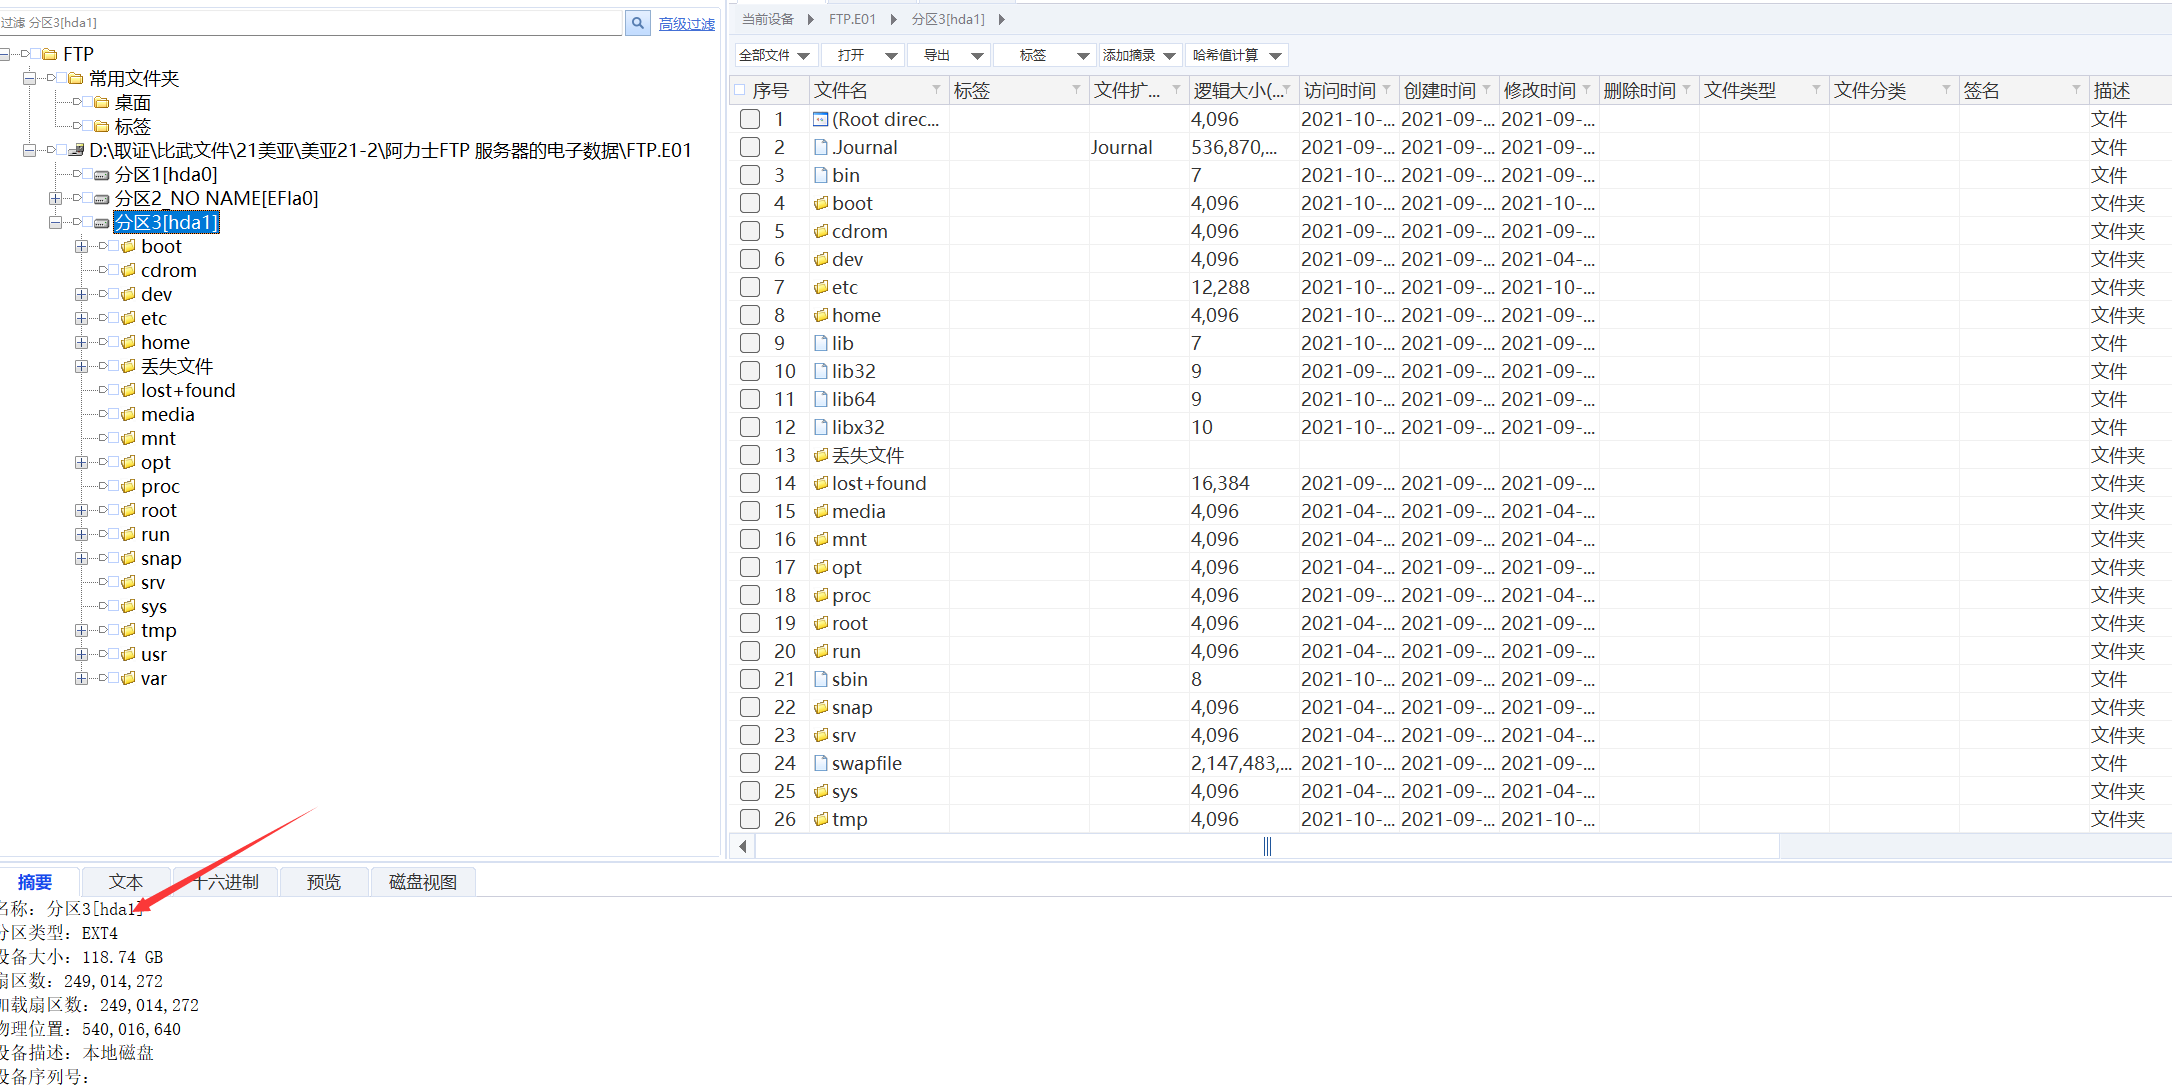 过滤 分区3[hda1]
高级过滤
FTP
常用文件夹
桌面
标签
D:\取证\比武文件\21美亚\美亚21-2\阿力士FTP 服务器的电子数据\FTP.E01
分区1[hda0]
分区2_NO NAME[EFIa0]
分区3[hda1]
boot
cdrom
dev
etc
home
丢失文件
lost+found
media
mnt
opt
proc
root
run
snap
srv
sys
tmp
usr
var
当前设备 FTP.E01 分区3[hda1]
全部文件 打开 导出 标签 添加摘录 哈希值计算
序号 文件名 标签 文件扩... 逻辑大小(... 访问时间 创建时间 修改时间 删除时间 文件类型 文件分类 签名 描述
1 (Root direc... 4,096 2021-10-... 2021-09-... 2021-09-... 文件
2 .Journal Journal 536,870,... 2021-09-... 2021-09-... 2021-09-... 文件
3 bin 7 2021-10-... 2021-09-... 2021-09-... 文件
4 boot 4,096 2021-10-... 2021-09-... 2021-10-... 文件夹
5 cdrom 4,096 2021-09-... 2021-09-... 2021-09-... 文件夹
6 dev 4,096 2021-09-... 2021-09-... 2021-04-... 文件夹
7 etc 12,288 2021-10-... 2021-09-... 2021-10-... 文件夹
8 home 4,096 2021-10-... 2021-09-... 2021-09-... 文件夹
9 lib 7 2021-10-... 2021-09-... 2021-09-... 文件
10 lib32 9 2021-10-... 2021-09-... 2021-09-... 文件
11 lib64 9 2021-10-... 2021-09-... 2021-09-... 文件
12 libx32 10 2021-10-... 2021-09-... 2021-09-... 文件
13 丢失文件 文件夹
14 lost+found 16,384 2021-09-... 2021-09-... 2021-09-... 文件夹
15 media 4,096 2021-04-... 2021-09-... 2021-04-... 文件夹
16 mnt 4,096 2021-04-... 2021-09-... 2021-04-... 文件夹
17 opt 4,096 2021-04-... 2021-09-... 2021-09-... 文件夹
18 proc 4,096 2021-09-... 2021-09-... 2021-04-... 文件夹
19 root 4,096 2021-04-... 2021-09-... 2021-04-... 文件夹
20 run 4,096 2021-04-... 2021-09-... 2021-09-... 文件夹
21 sbin 8 2021-10-... 2021-09-... 2021-09-... 文件
22 snap 4,096 2021-04-... 2021-09-... 2021-09-... 文件夹
23 srv 4,096 2021-04-... 2021-09-... 2021-04-... 文件夹
24 swapfile 2,147,483,... 2021-10-... 2021-09-... 2021-09-... 文件
25 sys 4,096 2021-04-... 2021-09-... 2021-04-... 文件夹
26 tmp 4,096 2021-10-... 2021-09-... 2021-10-... 文件夹
摘要 文本 十六进制 预览 磁盘视图
名称: 分区3[hda1]
分区类型: EXT4
设备大小: 118.74 GB
扇区数: 249,014,272
加载扇区数: 249,014,272
物理位置: 540,016,640
设备描述: 本地磁盘
设备序列号: